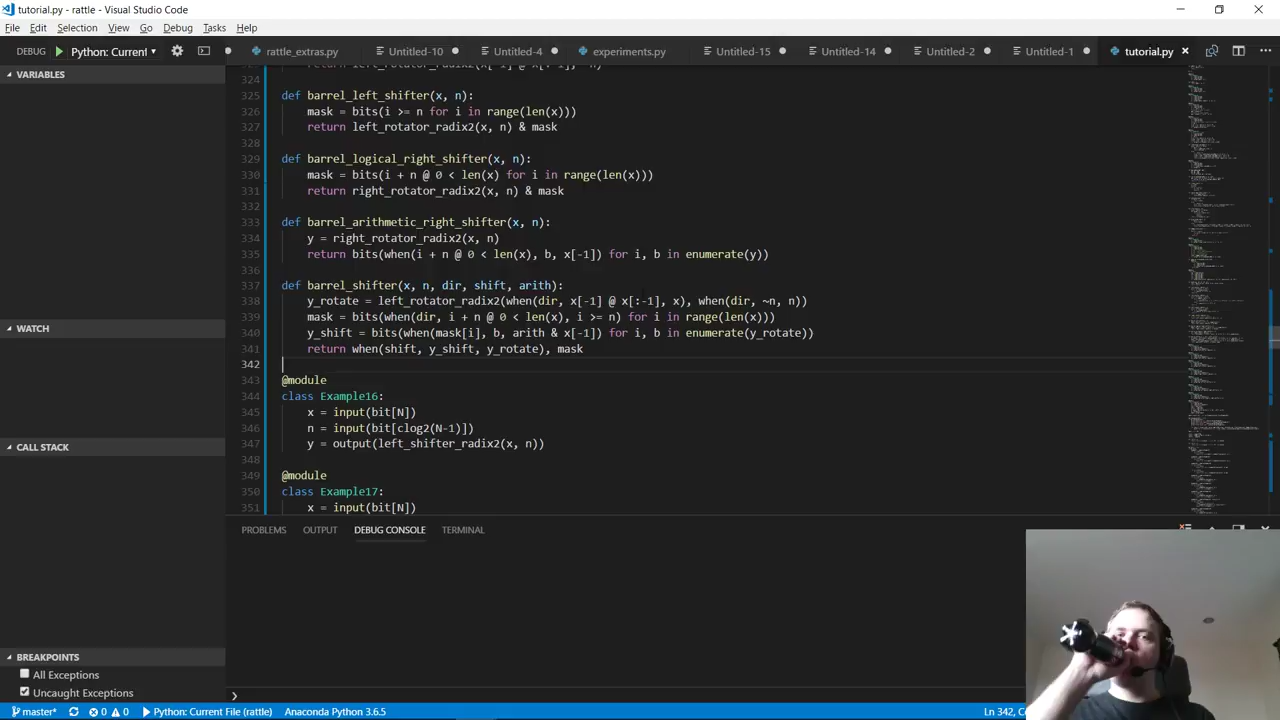 tutorial.py - rattle - Visual Studio Code
File Edit Selection View Go Debug Tasks Help
DEBUG Python: Current
rattle_extras.py Untitled-10 Untitled-4 experiments.py Untitled-15 Untitled-14 Untitled-2 Untitled-1 tutorial.py
VARIABLES
WATCH
CALL STACK
BREAKPOINTS
All Exceptions
Uncaught Exceptions
324
325 def barrel_left_shifter(x, n):
326 mask = bits(i >= n for i in range(len(x)))
327 return left_rotator_radix2(x, n) & mask
328
329 def barrel_logical_right_shifter(x, n):
330 mask = bits(i + n @ 0 < len(x) for i in range(len(x)))
331 return right_rotator_radix2(x, n) & mask
332
333 def barrel_arithmetic_right_shifter(x, n):
334 y = right_rotator_radix2(x, n)
335 return bits(when(i + n @ 0 < len(x), b, x[-1]) for i, b in enumerate(y))
336
337 def barrel_shifter(x, n, dir, shift, arith):
338 y_rotate = left_rotator_radix2(when(dir, x[-1] @ x[:-1], x), when(dir, ~n, n))
339 mask = bits(when(dir, i + n @ 0 < len(x), i >= n) for i in range(len(x)))
340 y_shift = bits(when(mask[i], b, arith & x[-1]) for i, b in enumerate(y_rotate))
341 return when(shift, y_shift, y_rotate), mask
342
343 @module
344 class Example16:
345 x = input(bit[N])
346 n = input(bit[clog2(N-1)])
347 y = output(left_shifter_radix2(x, n))
348
349 @module
350 class Example17:
351 x = input(bit[N])
PROBLEMS OUTPUT DEBUG CONSOLE TERMINAL
master* 0 0 Python: Current File (rattle) Anaconda Python 3.6.5 Ln 342,